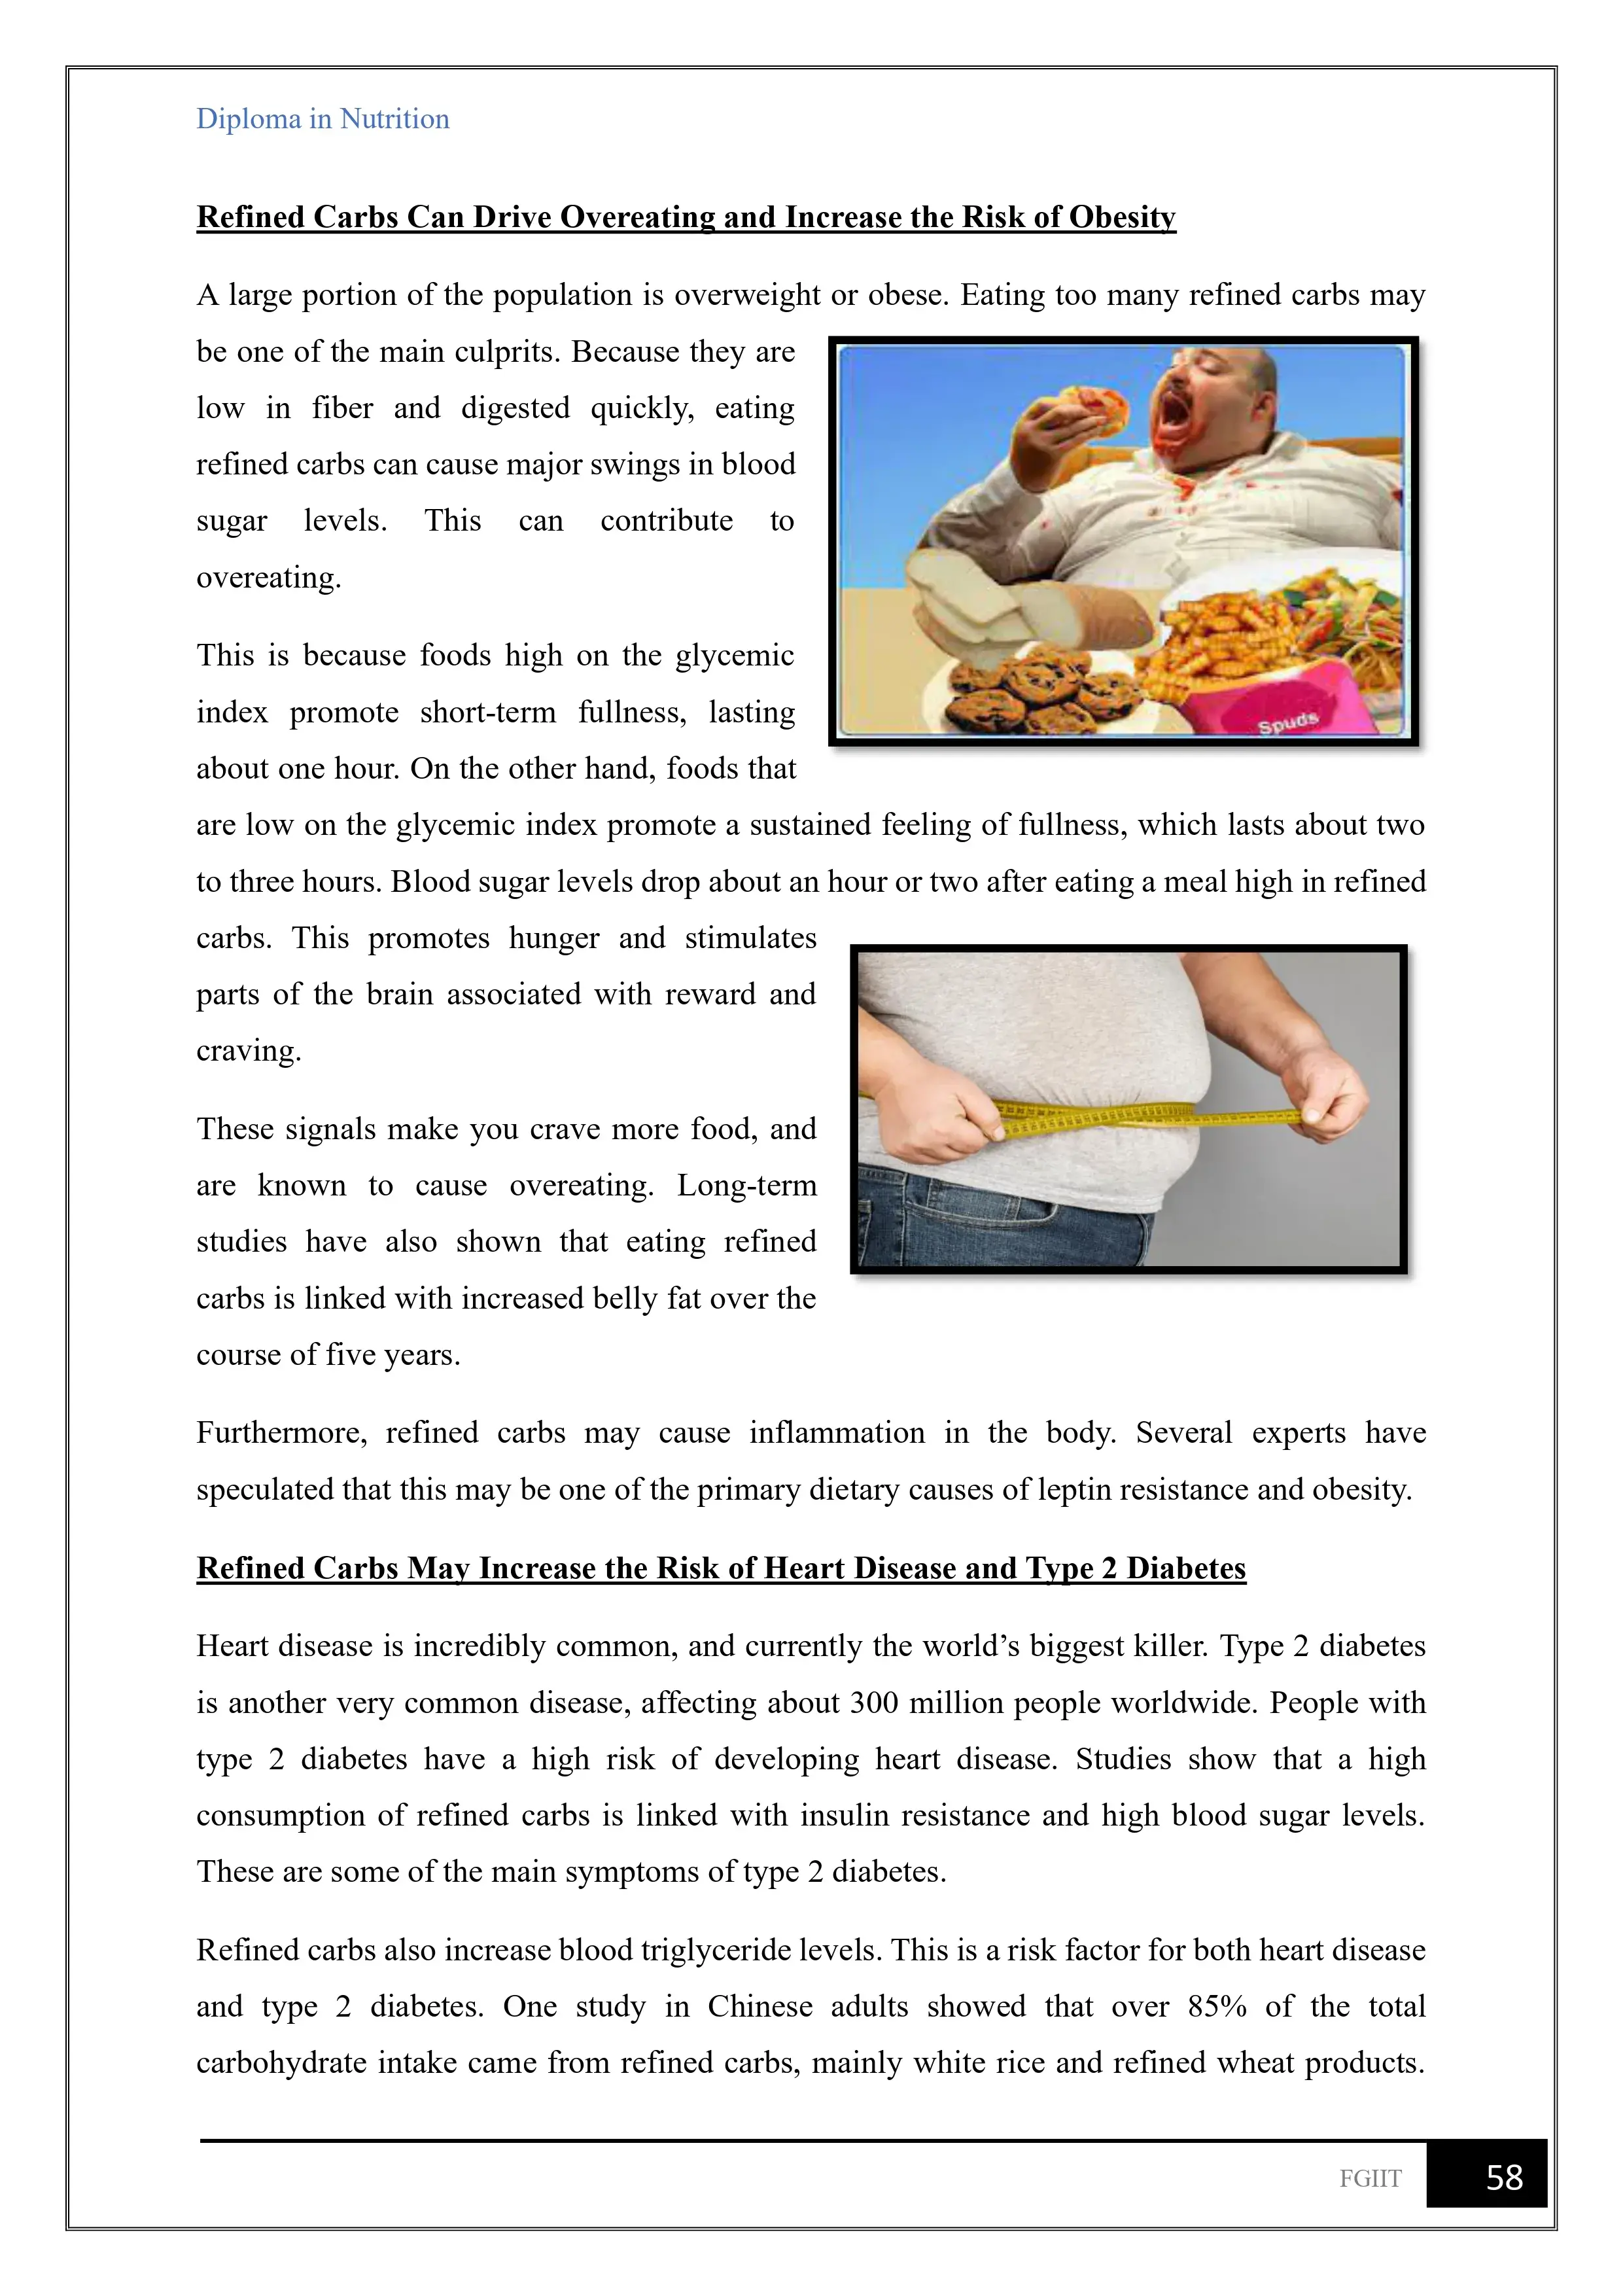 Diploma in Nutrition
Refined Carbs Can Drive Overeating and Increase the Risk of Obesity
A large portion of the population is overweight or obese. Eating too many refined carbs may
be one of the main culprits. Because they are
low in fiber and digested quickly, eating
refined carbs can cause major swings in blood
sugar levels. This can contribute to
overeating.
Spuds
This is because foods high on the glycemic
index promote short-term fullness, lasting
about one hour. On the other hand, foods that
are low on the glycemic index promote a sustained feeling of fullness, which lasts about two
to three hours. Blood sugar levels drop about an hour or two after eating a meal high in refined
carbs. This promotes hunger and stimulates
parts of the brain associated with reward and
craving.
These signals make you crave more food, and
are known to cause overeating. Long-term
studies have also shown that eating refined
carbs is linked with increased belly fat over the
course of five years.
Furthermore, refined carbs may cause inflammation in the body. Several experts have
speculated that this may be one of the primary dietary causes of leptin resistance and obesity.
Refined Carbs May Increase the Risk of Heart Disease and Type 2 Diabetes
Heart disease is incredibly common, and currently the world’s biggest killer. Type 2 diabetes
is another very common disease, affecting about 300 million people worldwide. People with
type 2 diabetes have a high risk of developing heart disease. Studies show that a high
consumption of refined carbs is linked with insulin resistance and high blood sugar levels.
These are some of the main symptoms of type 2 diabetes.
Refined carbs also increase blood triglyceride levels. This is a risk factor for both heart disease
and type 2 diabetes. One study in Chinese adults showed that over 85% of the total
carbohydrate intake came from refined carbs, mainly white rice and refined wheat products.
FGIIT 58